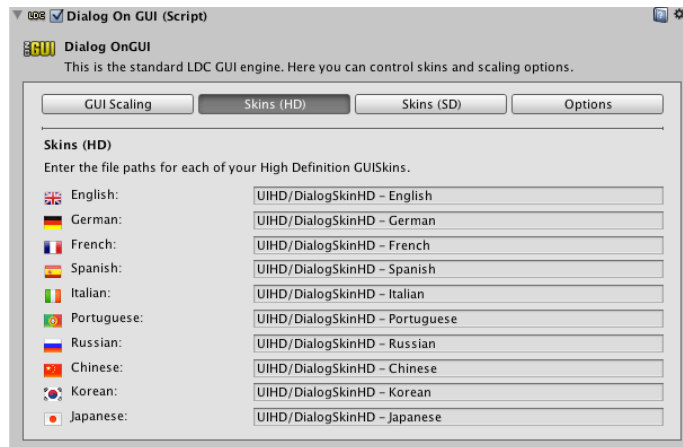 LDC Dialog On GUI (Script)
GUI Dialog OnGUI
This is the standard LDC GUI engine. Here you can control skins and scaling options.
GUI Scaling Skins (HD) Skins (SD) Options
Skins (HD)
Enter the file paths for each of your High Definition GUISkins.
English: UIHD/DialogSkinHD – English
German: UIHD/DialogSkinHD – German
French: UIHD/DialogSkinHD – French
Spanish: UIHD/DialogSkinHD – Spanish
Italian: UIHD/DialogSkinHD – Italian
Portuguese: UIHD/DialogSkinHD – Portuguese
Russian: UIHD/DialogSkinHD – Russian
Chinese: UIHD/DialogSkinHD – Chinese
Korean: UIHD/DialogSkinHD – Korean
Japanese: UIHD/DialogSkinHD – Japanese